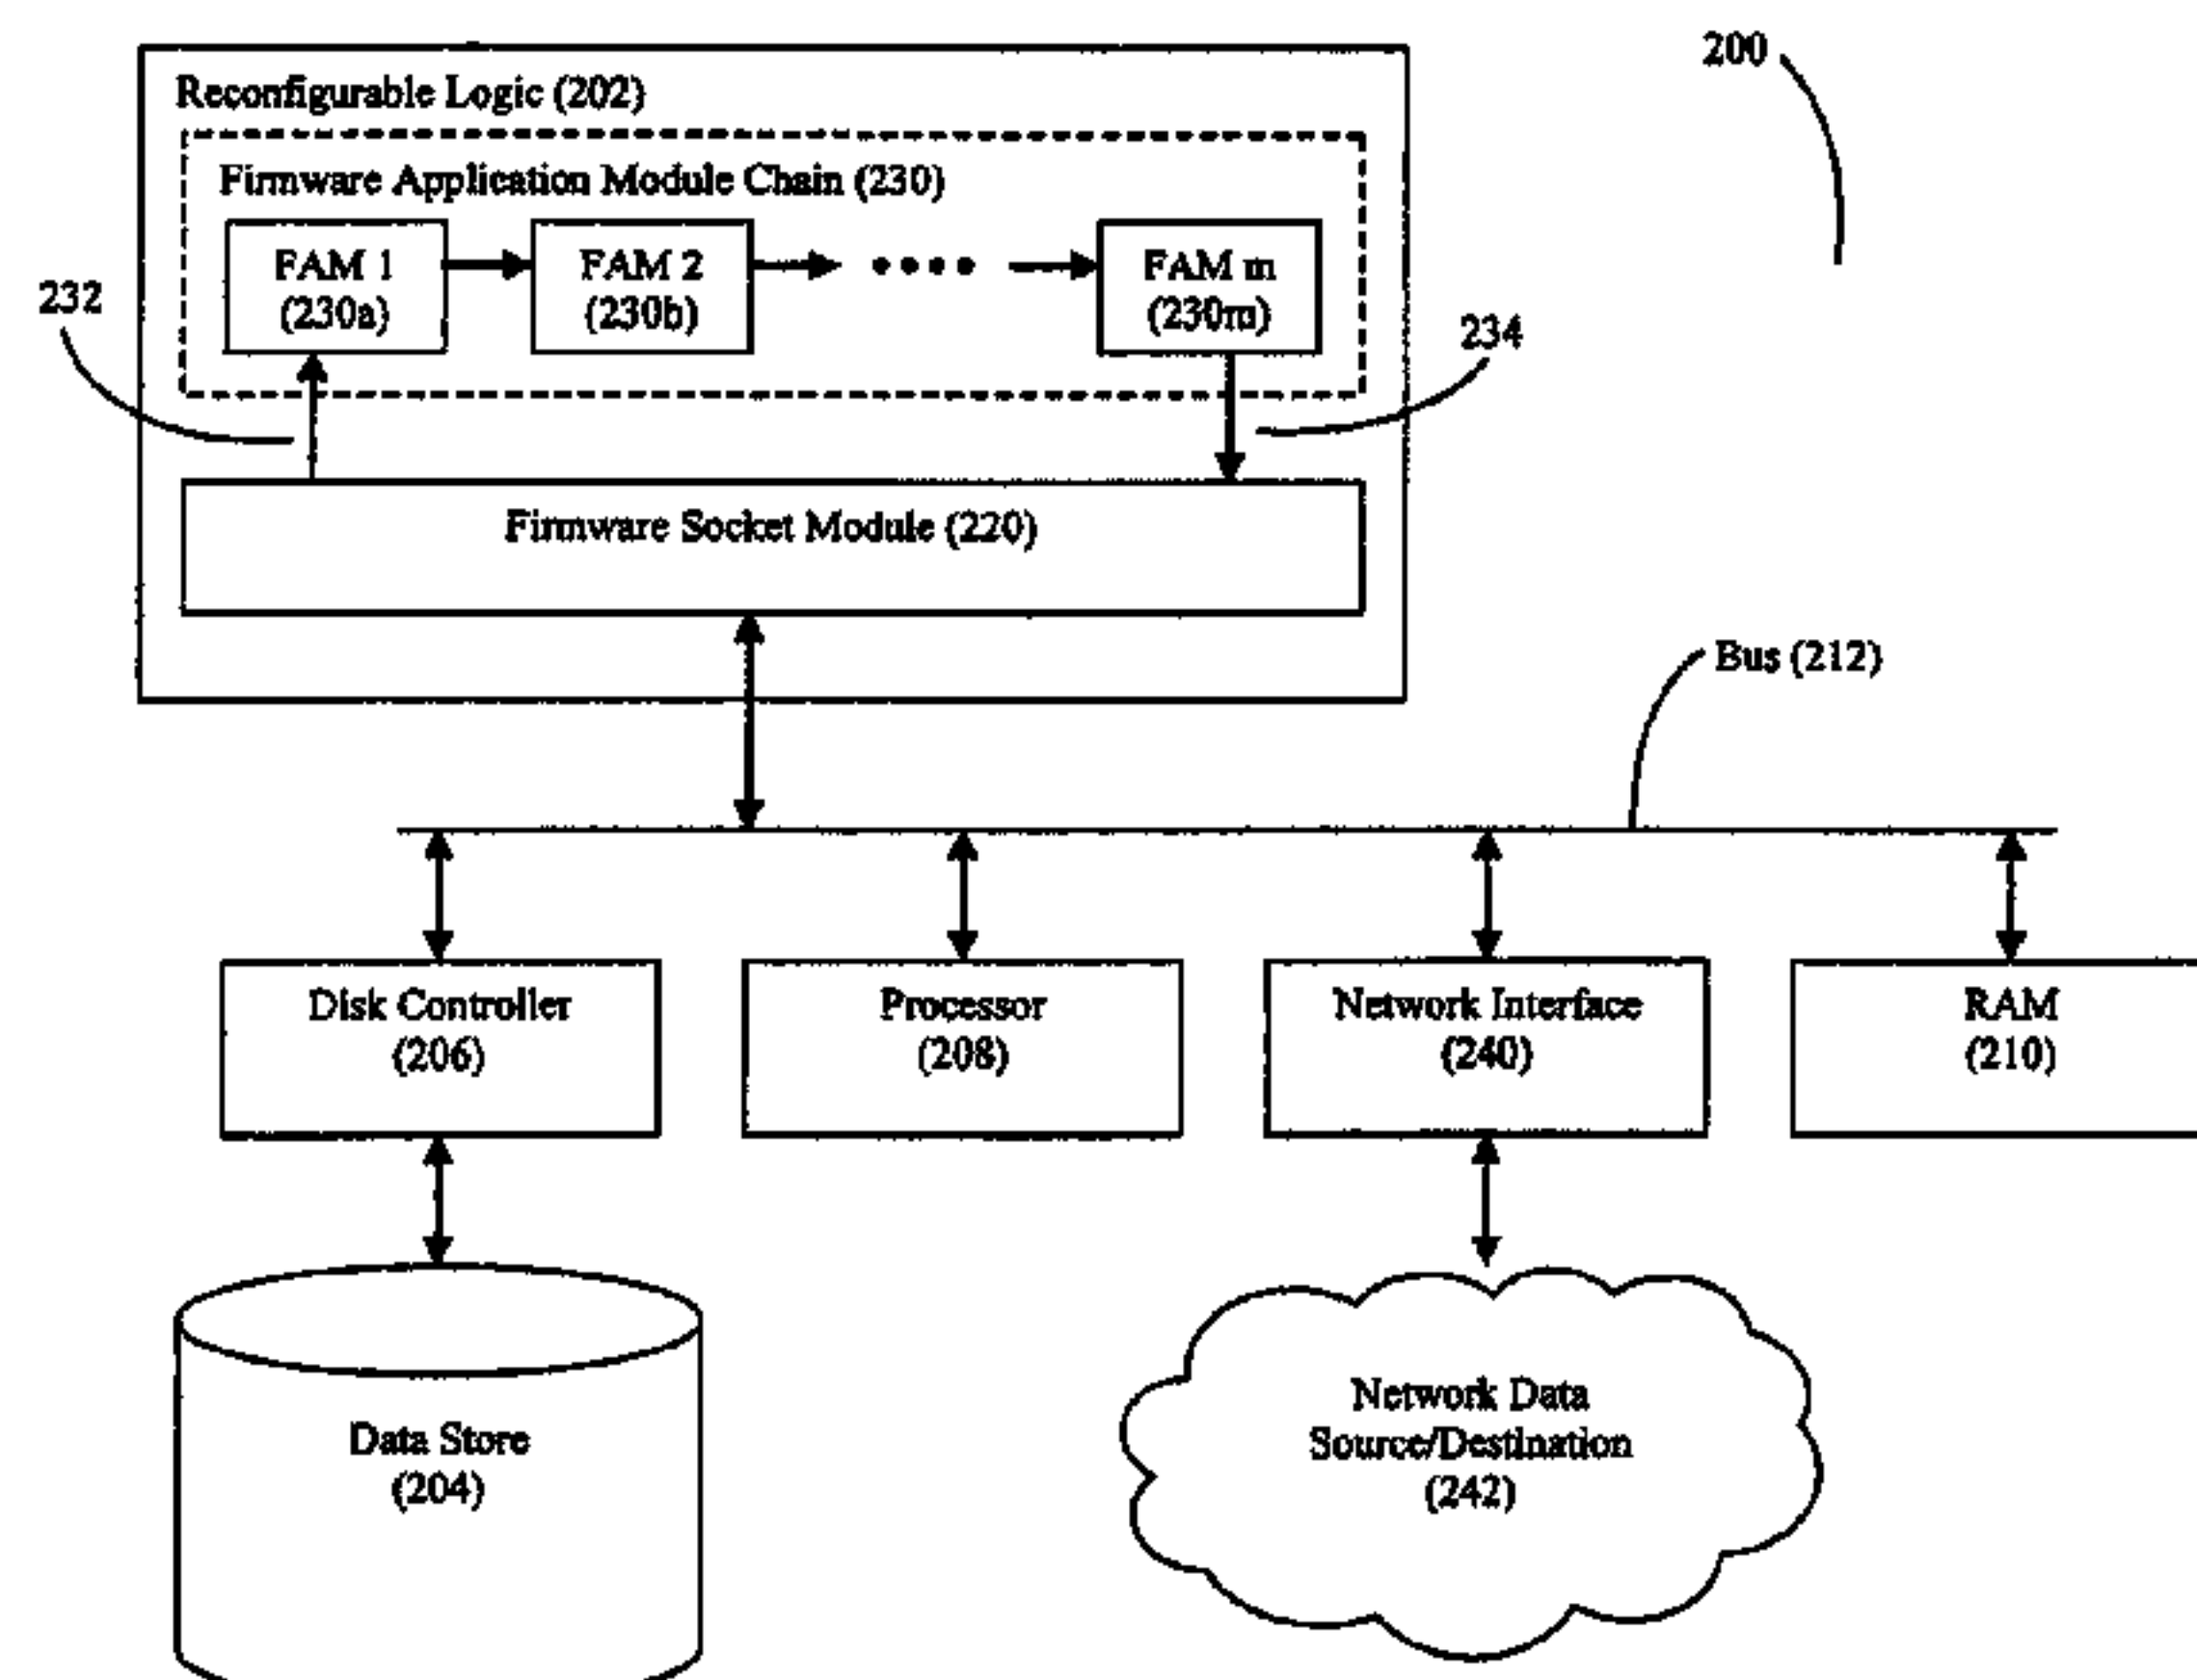 200
Reconfigurable Logic (202)
Firmware Application Module Chain (230)
FAM 1
(230a)
FAM 2
(230b)
FAM m
(230m)
232
234
Firmware Socket Module (220)
Bus (212)
Disk Controller
(206)
Processor
(208)
Network Interface
(240)
RAM
(210)
Data Store
(204)
Network Data
Source/Destination
(242)